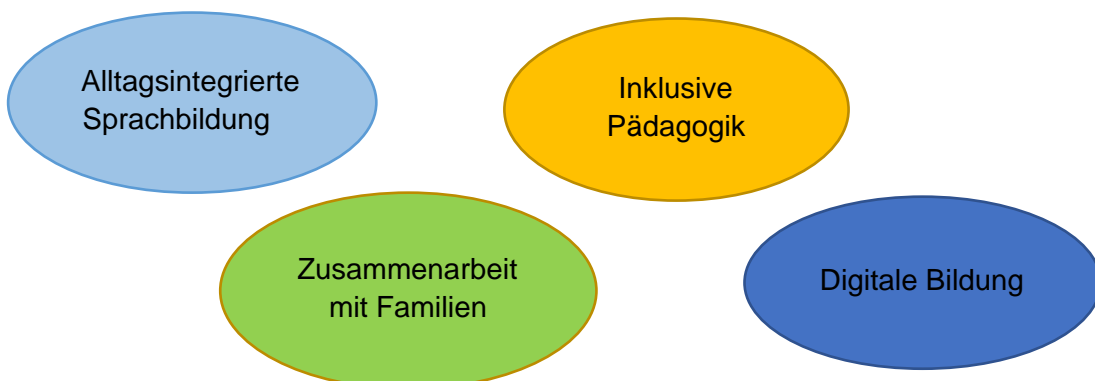 Alltagsintegrierte
Sprachbildung
Inklusive
Pädagogik
Zusammenarbeit
mit Familien
Digitale Bildung